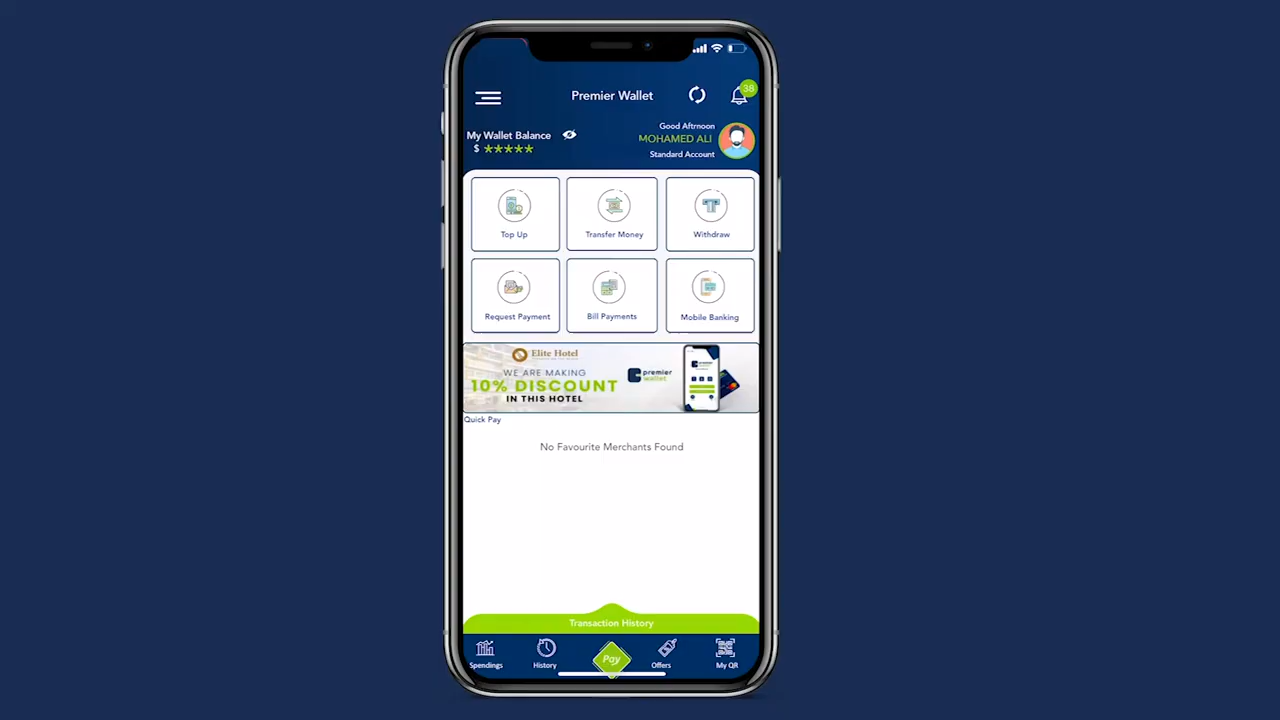 Premier Wallet
38
My Wallet Balance
$ *****
Good Aftrnoon
MOHAMED ALI
Standard Account
Top Up
Transfer Money
Withdraw
Request Payment
Bill Payments
Mobile Banking
Elite Hotel
WE ARE MAKING
10% DISCOUNT
IN THIS HOTEL
premier
wallet
Quick Pay
No Favourite Merchants Found
Transaction History
Spendings
History
Pay
Offers
My QR